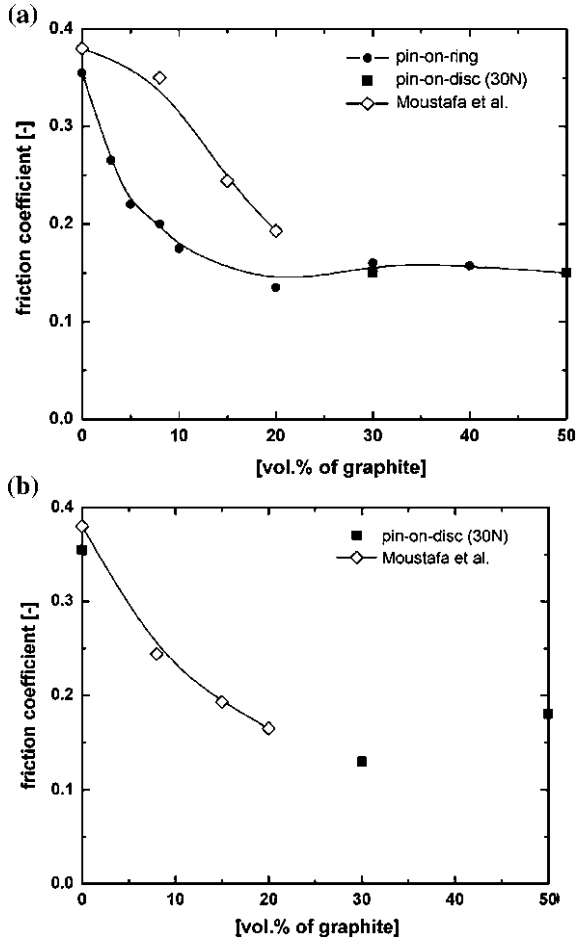 (a)
0.4
pin-on-ring
pin-on-disc (30N)
Moustafa et al.
0.3
0.2
0.1
0.0
friction coefficient [-]
0 10 20 30 40 50
[vol.% of graphite]
(b)
0.4
pin-on-disc (30N)
Moustafa et al.
0.3
0.2
0.1
0.0
friction coefficient [-]
0 10 20 30 40 50
[vol.% of graphite]